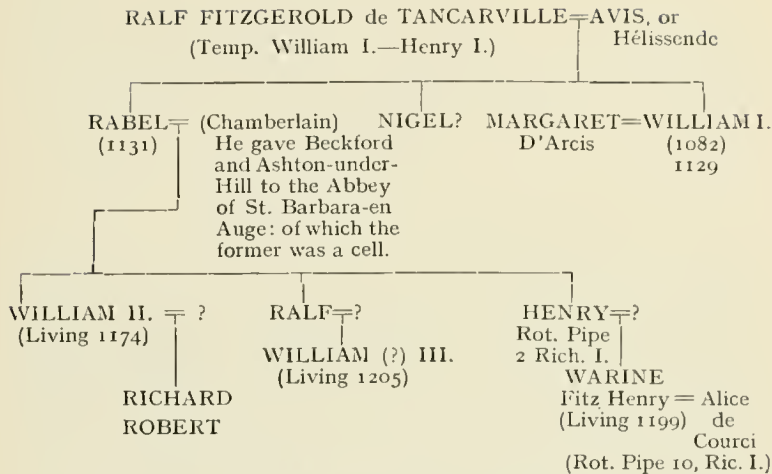 RALF FITZGEROLD de TANCARVILLE=AVIS, or
Hélissende
(Temp. William I.—Henry I.)
RABEL= (Chamberlain)
(1131)
He gave Beckford
and Ashton-under-
Hill to the Abbey
of St. Barbara-en
Auge: of which the
former was a cell.
NIGEL?
MARGARET=WILLIAM I.
D'Arcis
(1082)
1129
WILLIAM II. = ?
(Living 1174)
RICHARD
ROBERT
RALF=?
WILLIAM (?) III.
(Living 1205)
HENRY=?
Rot. Pipe
2 Rich. I.
WARINE
Fitz Henry = Alice
(Living 1199) de
Courci
(Rot. Pipe 10, Ric. I.)